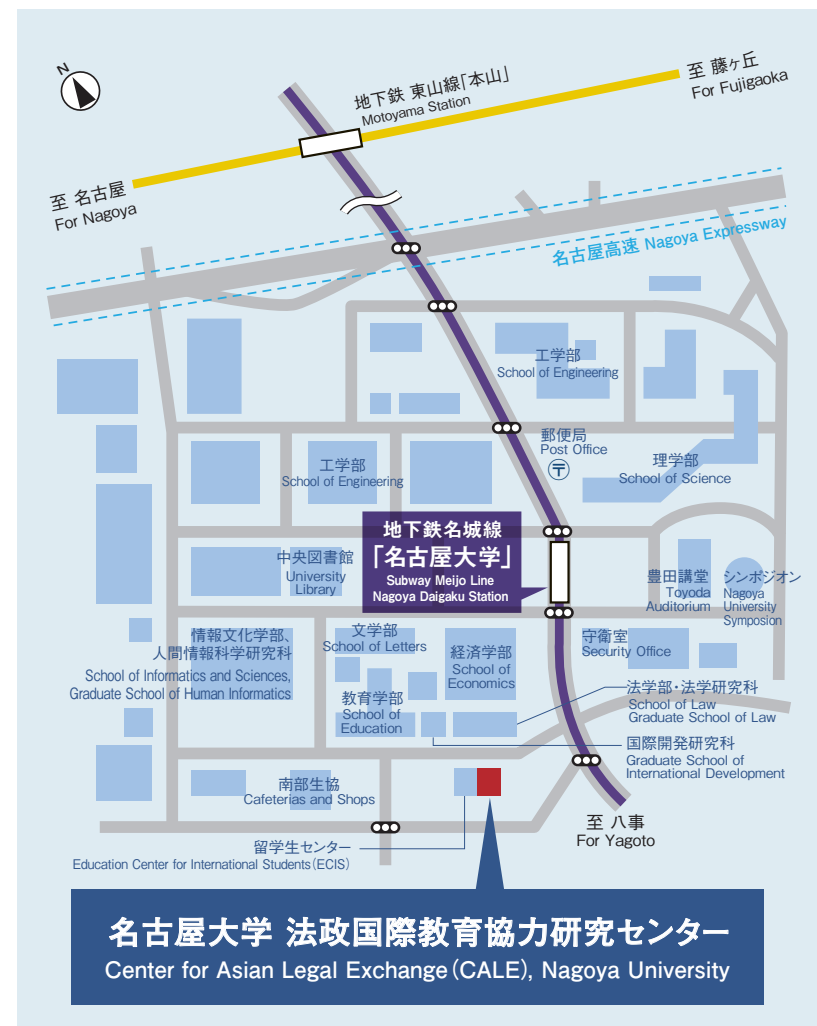 N
地下鉄 東山線「本山」
Motoyama Station
至 藤ヶ丘
For Fujigaoka
至 名古屋
For Nagoya
名古屋高速 Nagoya Expressway
工学部
School of Engineering
郵便局
Post Office
〒
工学部
School of Engineering
理学部
School of Science
地下鉄名城線
「名古屋大学」
Subway Meijo Line
Nagoya Daigaku Station
中央図書館
University
Library
豊田講堂
Toyoda
Auditorium
シンポジオン
Nagoya
University
Symposion
情報文化学部、
人間情報科学研究科
School of Informatics and Sciences,
Graduate School of Human Informatics
文学部
School of Letters
経済学部
School of
Economics
守衛室
Security Office
教育学部
School of
Education
法学部・法学研究科
School of Law
Graduate School of Law
国際開発研究科
Graduate School of
International Development
南部生協
Cafeterias and Shops
至 八事
For Yagoto
留学生センター
Education Center for International Students(ECIS)
名古屋大学 法政国際教育協力研究センター
Center for Asian Legal Exchange(CALE), Nagoya University